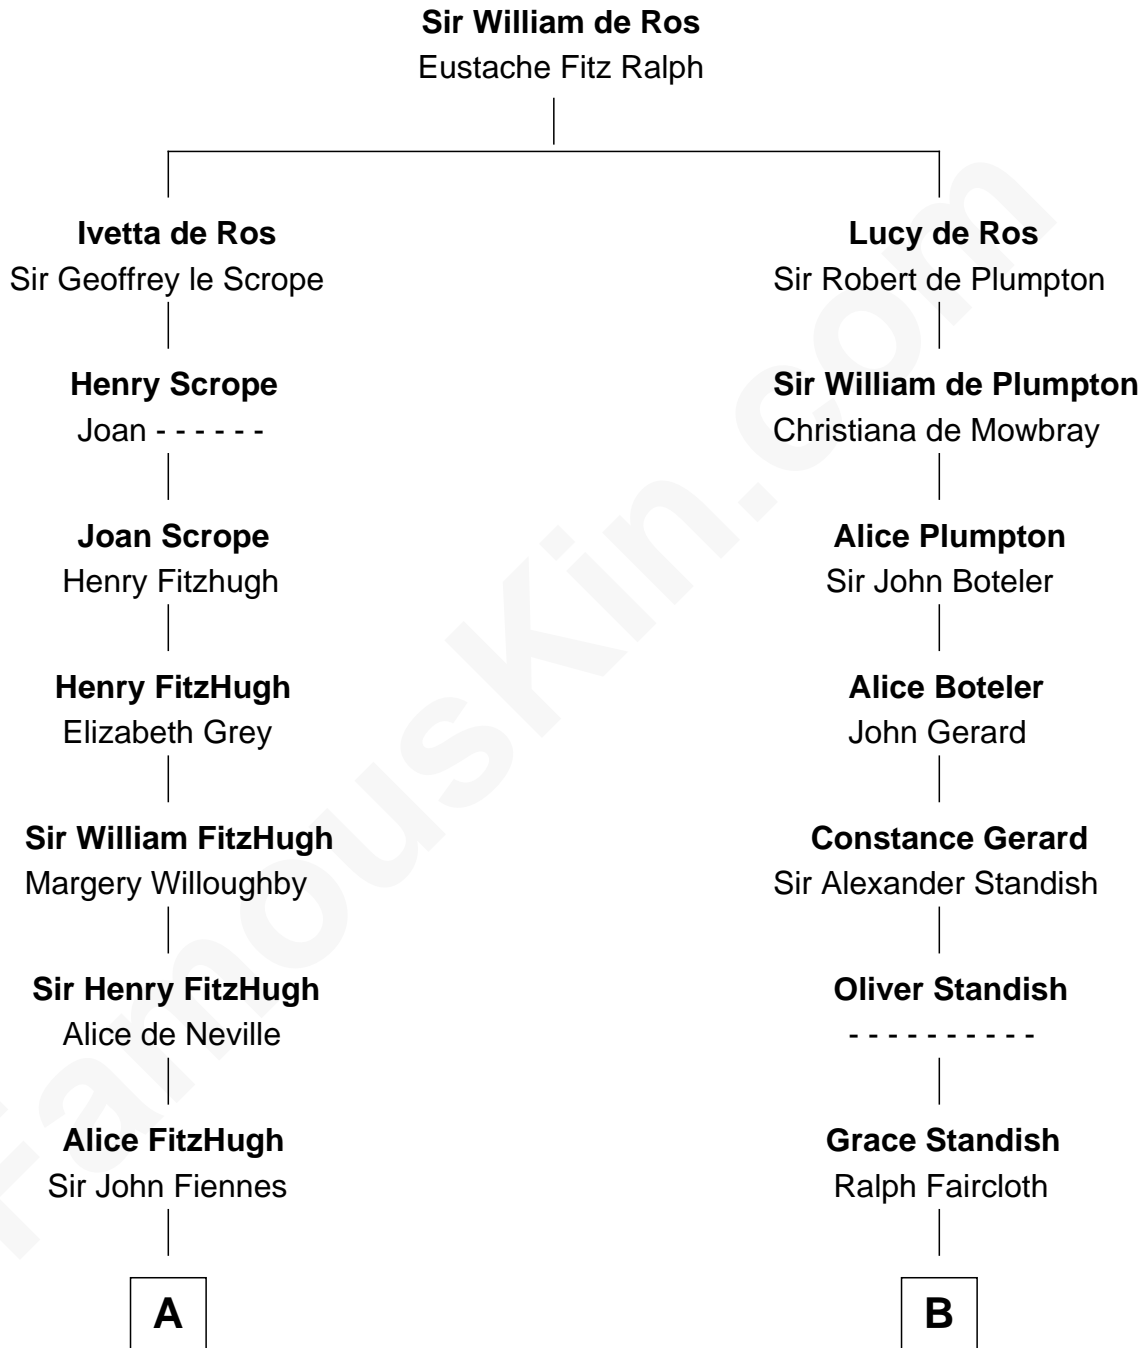 Sir William de Ros
Eustache Fitz Ralph
Ivetta de Ros
Sir Geoffrey le Scrope
Lucy de Ros
Sir Robert de Plumpton
Henry Scrope
Joan - - - - - -
Sir William de Plumpton
Christiana de Mowbray
Joan Scrope
Henry Fitzhugh
Alice Plumpton
Sir John Boteler
Henry FitzHugh
Elizabeth Grey
Alice Boteler
John Gerard
Sir William FitzHugh
Margery Willoughby
Constance Gerard
Sir Alexander Standish
Sir Henry FitzHugh
Alice de Neville
Oliver Standish
- - - - - - - - - -
Alice FitzHugh
Sir John Fiennes
Grace Standish
Ralph Faircloth
A
B
FamousKin.com